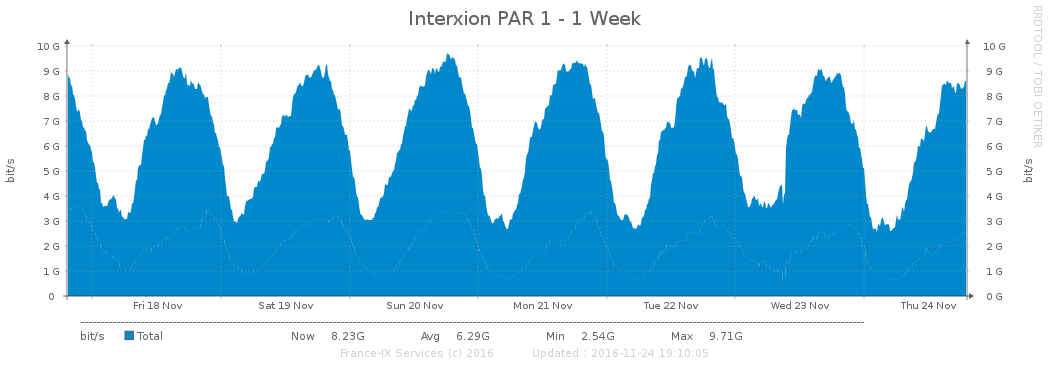 Interxion PAR 1 - 1 Week
RRDTOOL / TOBI OETIKER
bit/s
10 G 10 G
9 G 9 G
8 G 8 G
7 G 7 G
6 G 6 G
5 G 5 G
4 G 4 G
3 G 3 G
2 G 2 G
1 G 1 G
0 0 G
bit/s
Fri 18 Nov Sat 19 Nov Sun 20 Nov Mon 21 Nov Tue 22 Nov Wed 23 Nov Thu 24 Nov
bit/s Total Now 8.23G Avg 6.29G Min 2.54G Max 9.71G
France-IX Services (c) 2016 Updated : 2016-11-24 19:10:05